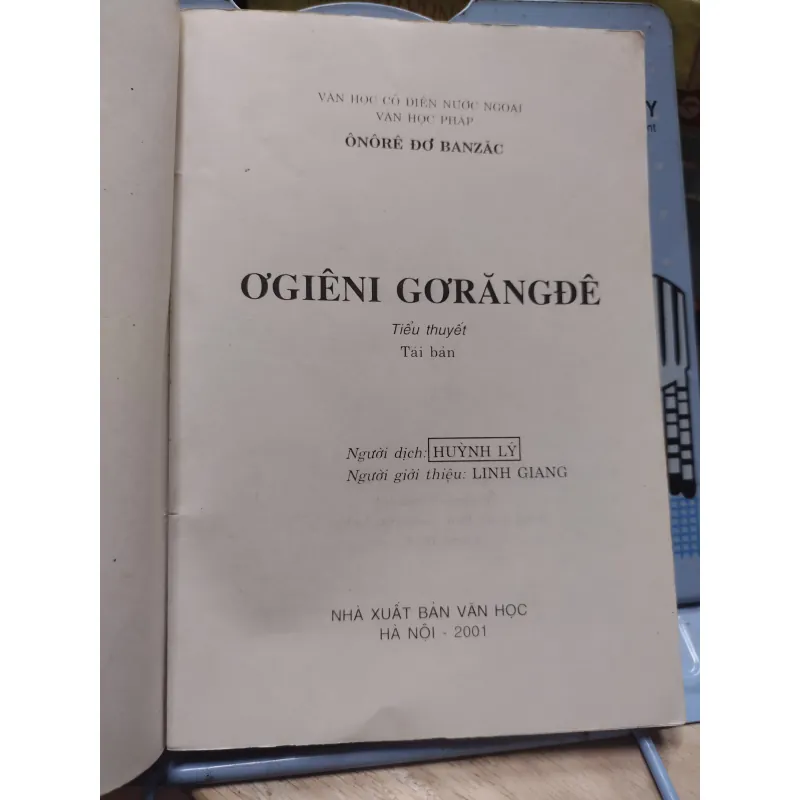 VĂN HỌC CỔ ĐIỂN NƯỚC NGOÀI
VĂN HỌC PHÁP
ÔNÔRÊ ĐƠ BANZĂC
ƠGIÊNI GƠRĂNGĐÊ
Tiểu thuyết
Tái bản
Người dịch: HUỲNH LÝ
Người giới thiệu: LINH GIANG
NHÀ XUẤT BẢN VĂN HỌC
HÀ NỘI - 2001